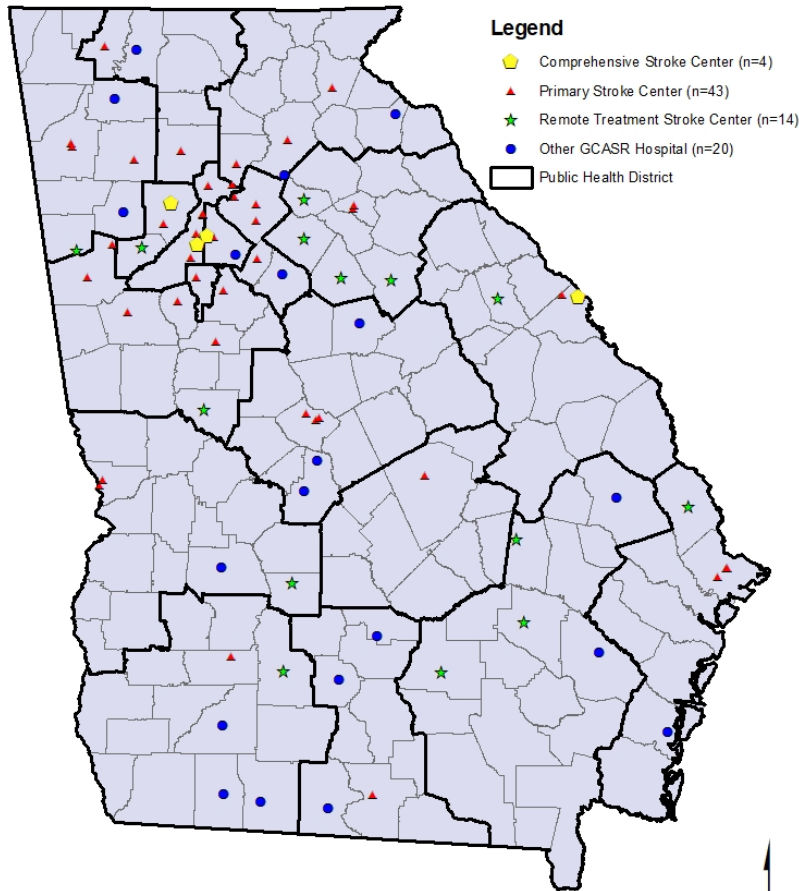 Legend
Comprehensive Stroke Center (n=4)
Primary Stroke Center (n=43)
Remote Treatment Stroke Center (n=14)
Other GCASR Hospital (n=20)
Public Health District